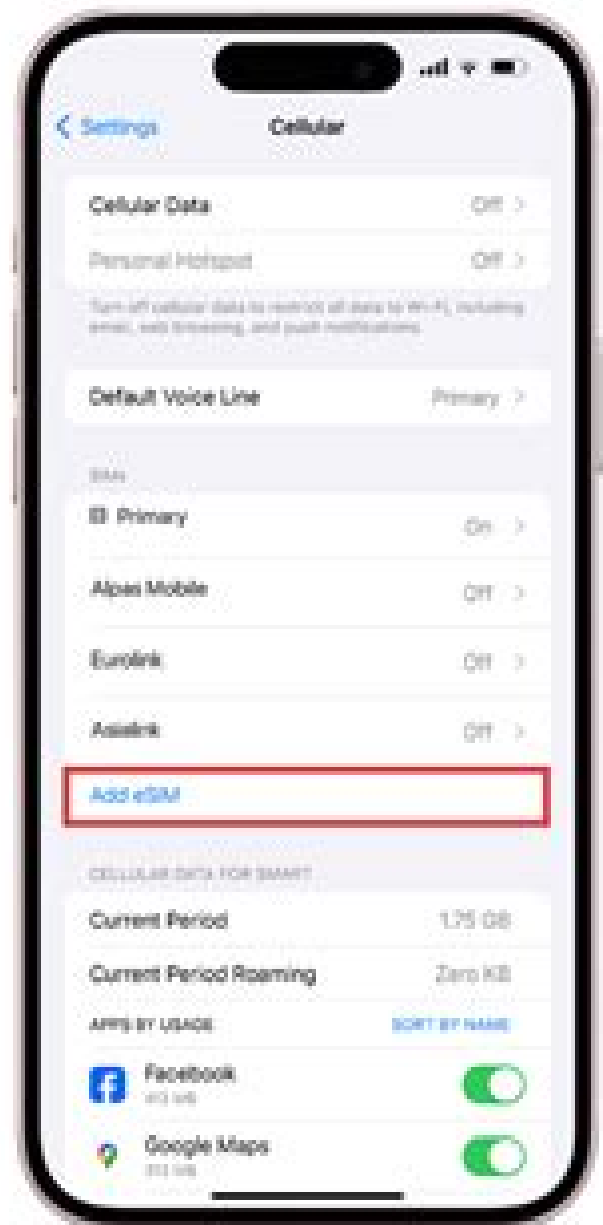 Settings
Cellular
Cellular Data Off
Personal Hotspot Off
Turn off cellular data to restrict all data to Wi-Fi, including
email, web browsing, and push notifications.
Default Voice Line Primary
SIMs
Primary On
Alpas Mobile Off
Eurolink Off
Asialink Off
Add eSIM
CELLULAR DATA FOR SMART
Current Period 1.75 GB
Current Period Roaming Zero KB
APPS BY USAGE SORT BY NAME
Facebook
Google Maps